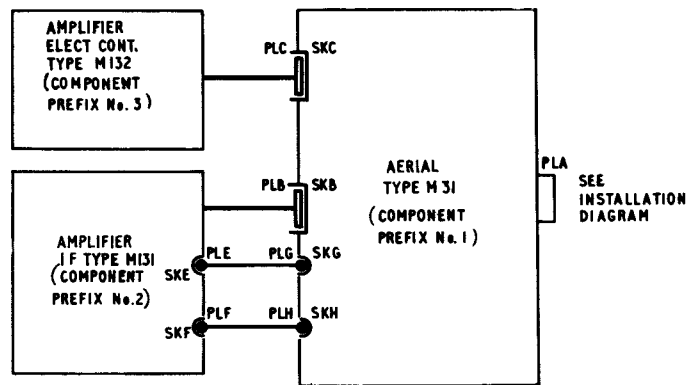 AMPLIFIER
ELECT CONT.
TYPE M132
(COMPONENT
PREFIX No.3)
PLC SKC
AERIAL
TYPE M31
(COMPONENT
PREFIX No.1)
PLA
SEE
INSTALLATION
DIAGRAM
PLB SKB
AMPLIFIER
IF TYPE M131
(COMPONENT
PREFIX No.2)
SKE PLE PLG SKG
SKF PLF PLH SKH